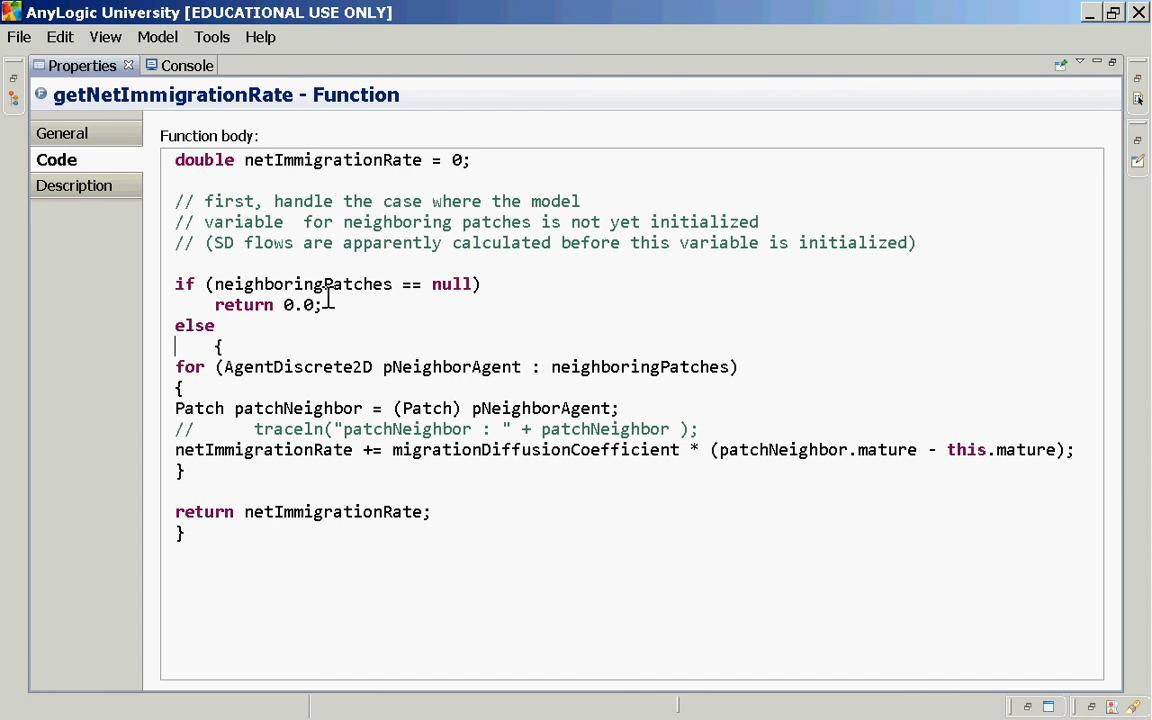 AnyLogic University [EDUCATIONAL USE ONLY]
File Edit View Model Tools Help
Properties Console
getNetImmigrationRate - Function
General
Code
Description
Function body:
double netImmigrationRate = 0;
// first, handle the case where the model
// variable  for neighboring patches is not yet initialized
// (SD flows are apparently calculated before this variable is initialized)
if (neighboringPatches == null)
    return 0.0;
else
    {
for (AgentDiscrete2D pNeighborAgent : neighboringPatches)
{
Patch patchNeighbor = (Patch) pNeighborAgent;
//      traceln("patchNeighbor : " + patchNeighbor );
netImmigrationRate += migrationDiffusionCoefficient * (patchNeighbor.mature - this.mature);
}
return netImmigrationRate;
}